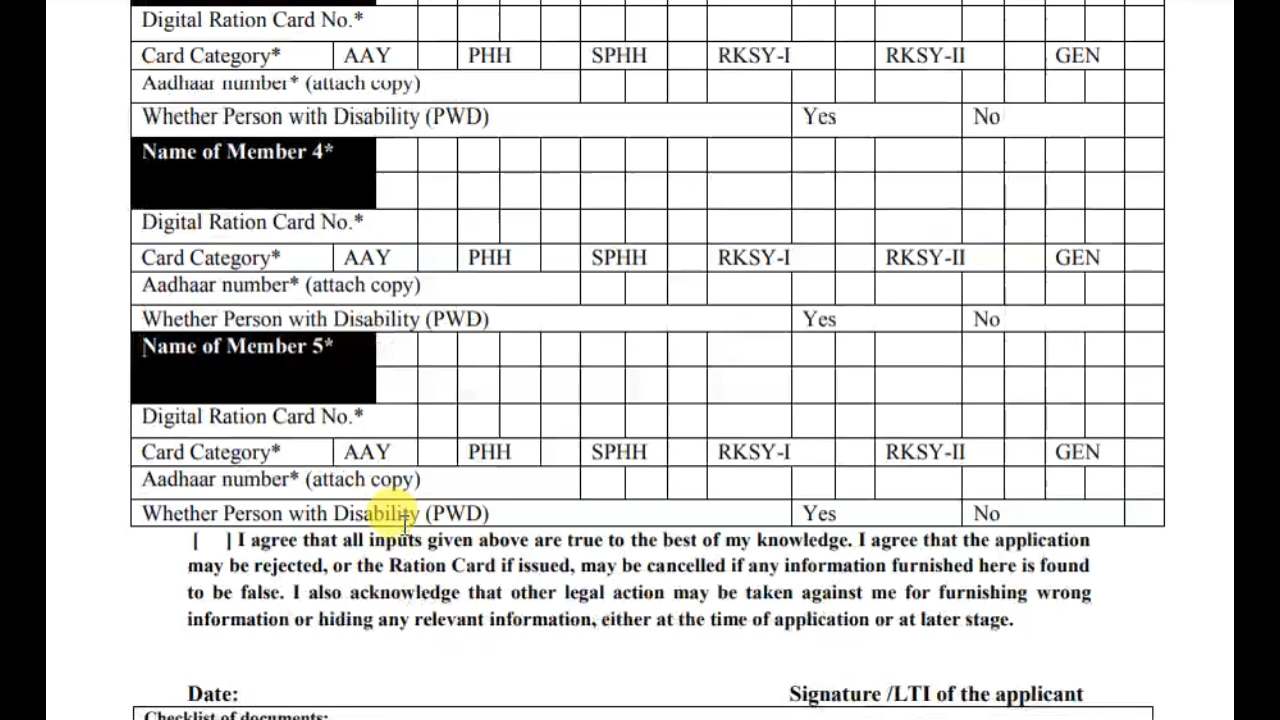 Digital Ration Card No.*
Card Category* AAY PHH SPHH RKSY-I RKSY-II GEN
Aadhaar number* (attach copy)
Whether Person with Disability (PWD) Yes No
Name of Member 4*
Digital Ration Card No.*
Card Category* AAY PHH SPHH RKSY-I RKSY-II GEN
Aadhaar number* (attach copy)
Whether Person with Disability (PWD) Yes No
Name of Member 5*
Digital Ration Card No.*
Card Category* AAY PHH SPHH RKSY-I RKSY-II GEN
Aadhaar number* (attach copy)
Whether Person with Disability (PWD) Yes No
[ ] I agree that all inputs given above are true to the best of my knowledge. I agree that the application
may be rejected, or the Ration Card if issued, may be cancelled if any information furnished here is found
to be false. I also acknowledge that other legal action may be taken against me for furnishing wrong
information or hiding any relevant information, either at the time of application or at later stage.
Date: Signature /LTI of the applicant
Checklist of documents: